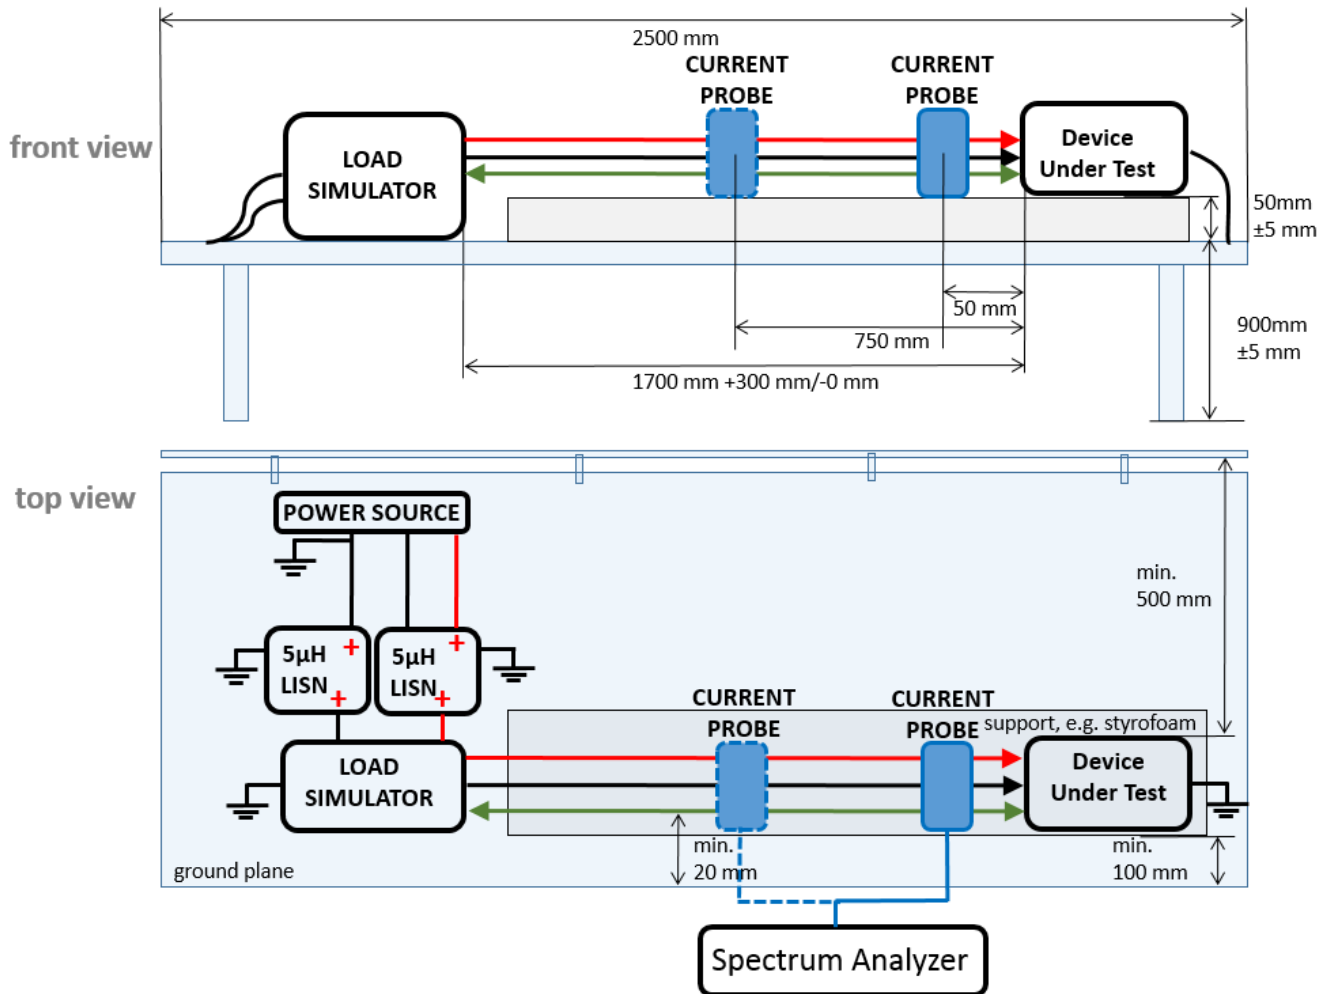 2500 mm
CURRENT
PROBE
CURRENT
PROBE
front view
LOAD
SIMULATOR
Device
Under Test
50mm
±5 mm
50 mm
750 mm
900mm
±5 mm
1700 mm +300 mm/-0 mm
top view
POWER SOURCE
min.
500 mm
5µH
LISN
+
+
5µH
LISN
+
+
CURRENT
PROBE
CURRENT
PROBE
support, e.g. styrofoam
LOAD
SIMULATOR
Device
Under Test
min.
20 mm
min.
100 mm
ground plane
Spectrum Analyzer